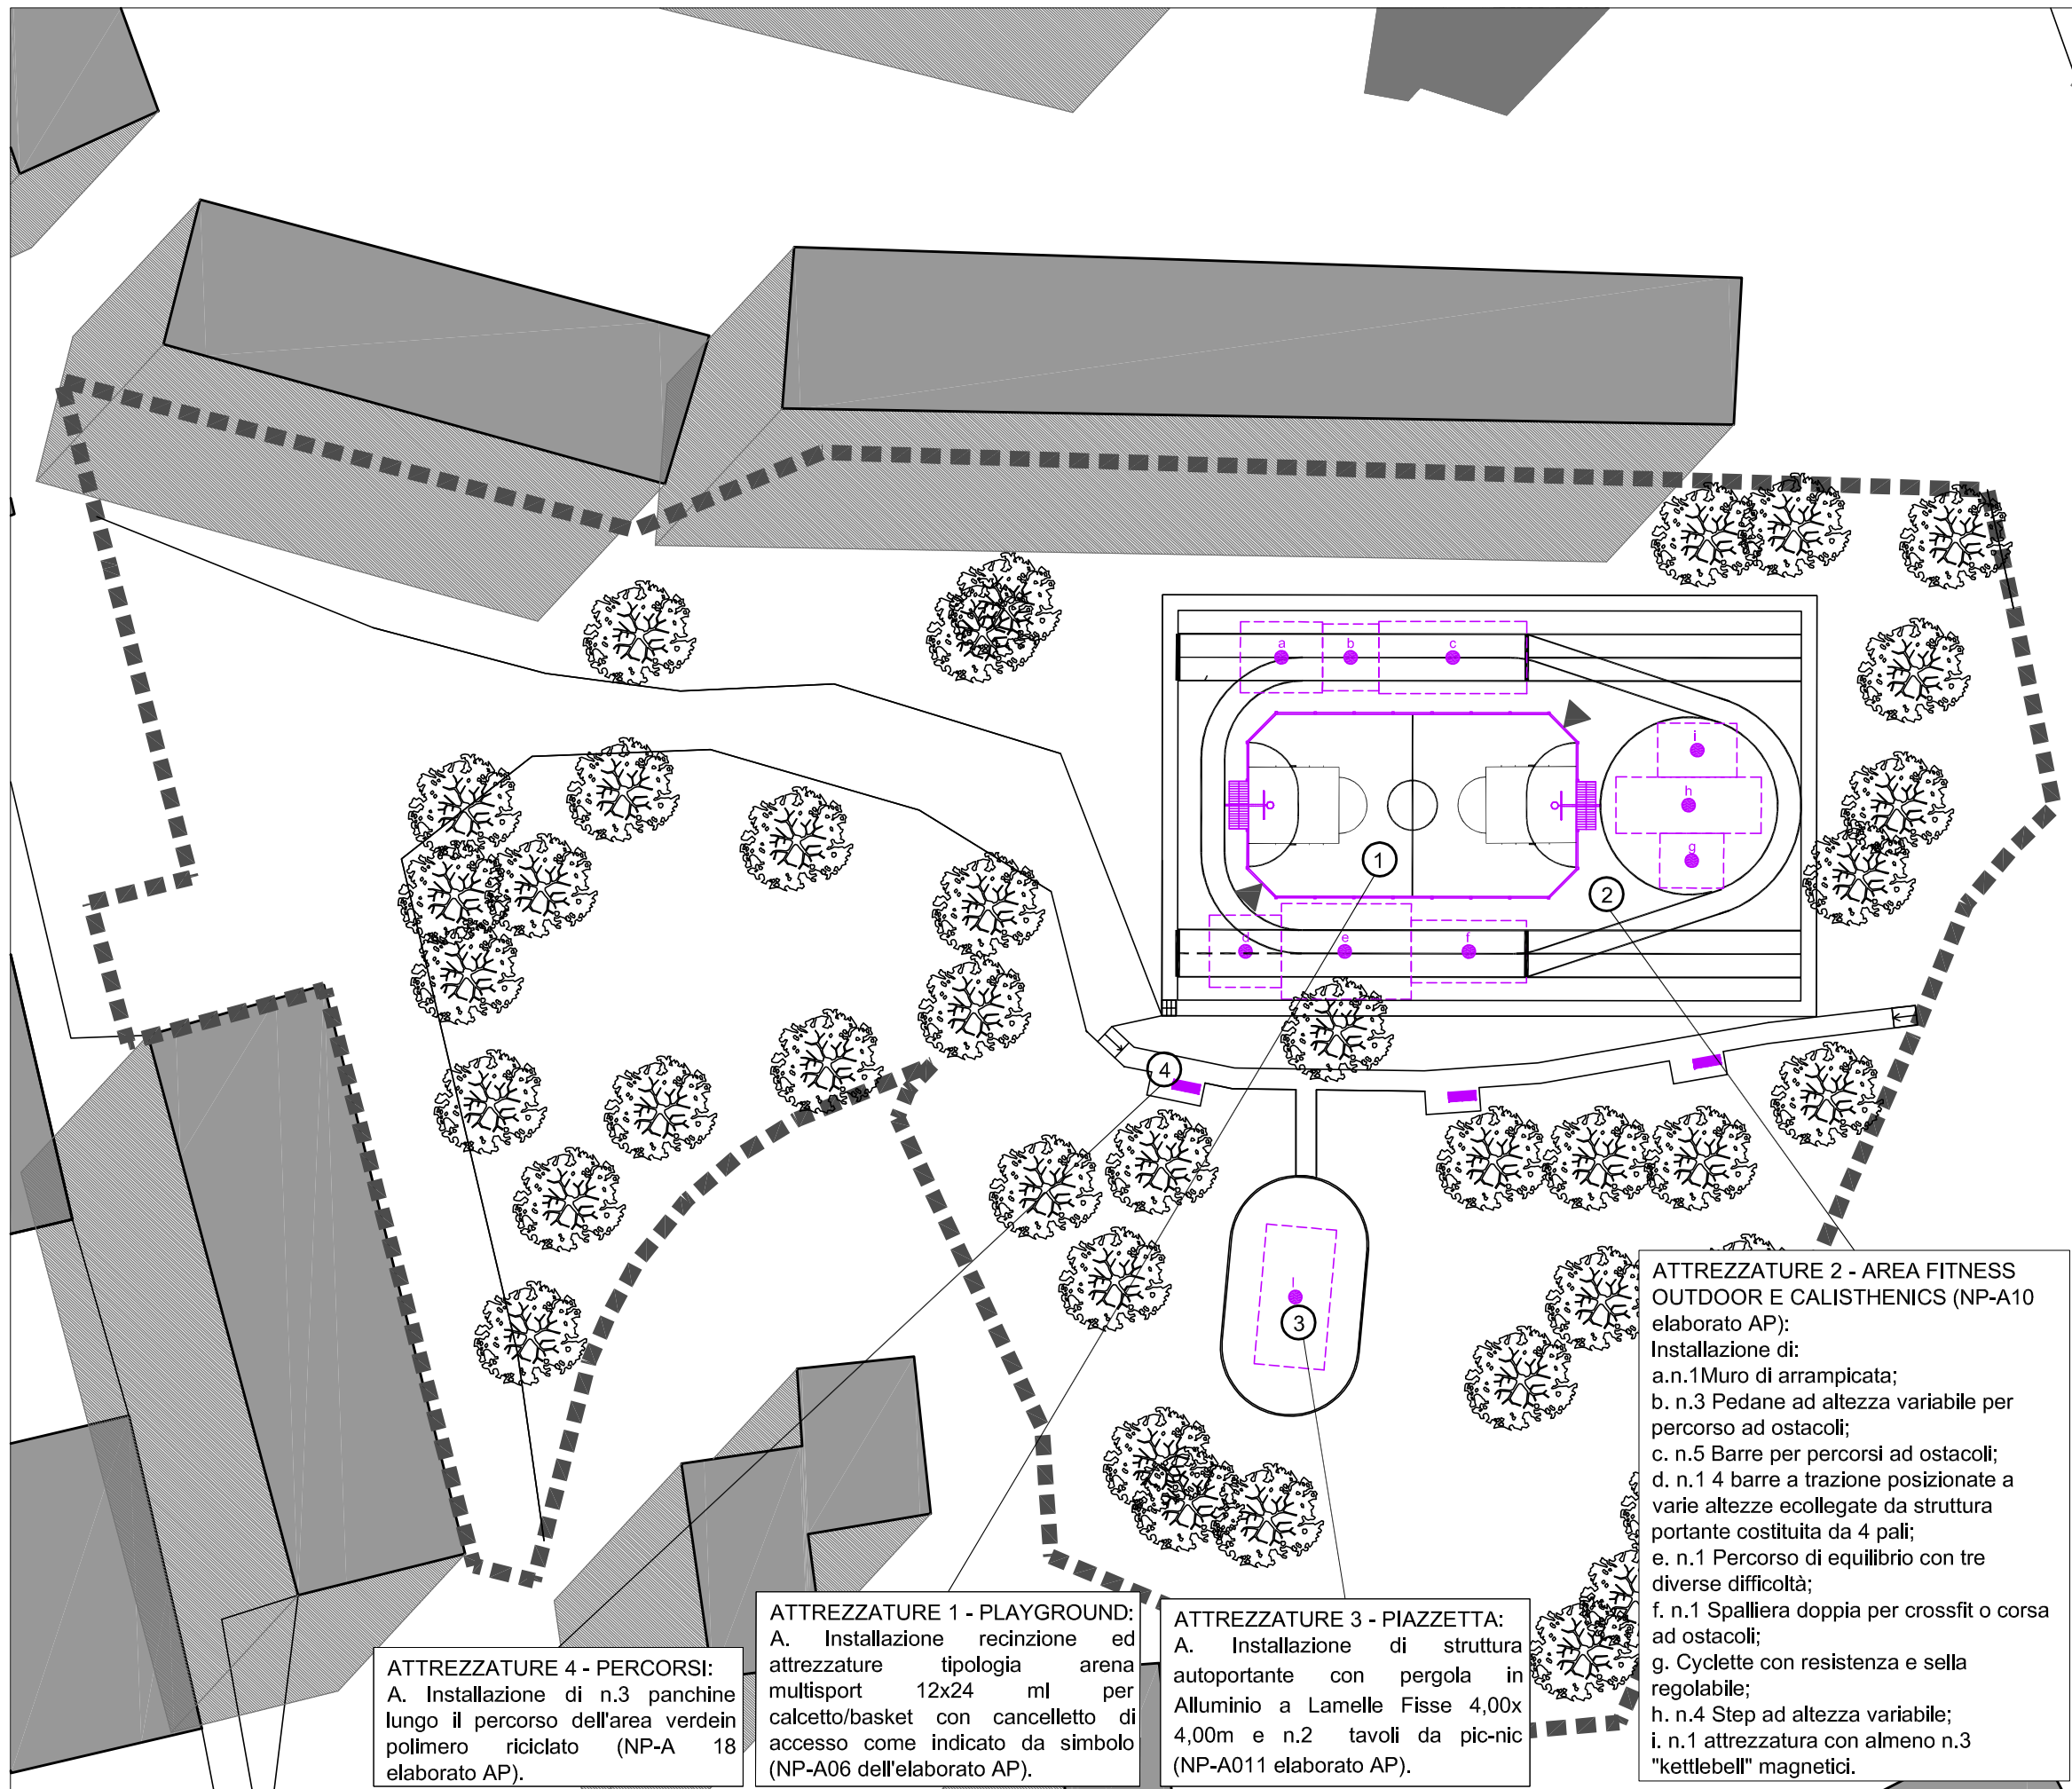 a
b
c
i
h
g
d
e
f
1
2
4
l
3
ATTREZZATURE 2 - AREA FITNESS
OUTDOOR E CALISTHENICS (NP-A10
elaborato AP):
Installazione di:
a.n.1Muro di arrampicata;
b. n.3 Pedane ad altezza variabile per
percorso ad ostacoli;
c. n.5 Barre per percorsi ad ostacoli;
d. n.1 4 barre a trazione posizionate a
varie altezze ecollegate da struttura
portante costituita da 4 pali;
e. n.1 Percorso di equilibrio con tre
diverse difficoltà;
f. n.1 Spalliera doppia per crossfit o corsa
ad ostacoli;
g. Cyclette con resistenza e sella
regolabile;
h. n.4 Step ad altezza variabile;
i. n.1 attrezzatura con almeno n.3
"kettlebell" magnetici.
ATTREZZATURE 4 - PERCORSI:
A. Installazione di n.3 panchine
lungo il percorso dell'area verdein
polimero riciclato (NP-A 18
elaborato AP).
ATTREZZATURE 1 - PLAYGROUND:
A. Installazione recinzione ed
attrezzature tipologia arena
multisport 12x24 ml per
calcetto/basket con cancelletto di
accesso come indicato da simbolo
(NP-A06 dell'elaborato AP).
ATTREZZATURE 3 - PIAZZETTA:
A. Installazione di struttura
autoportante con pergola in
Alluminio a Lamelle Fisse 4,00x
4,00m e n.2 tavoli da pic-nic
(NP-A011 elaborato AP).